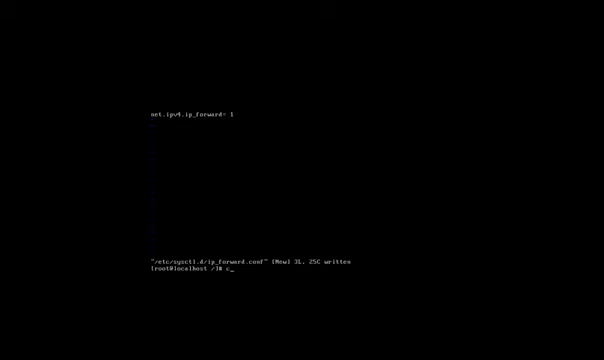 net.ipv4.ip_forward= 1
"/etc/sysctl.d/ip_forward.conf" [New] 3L, 25C written
[root@localhost /]# c_